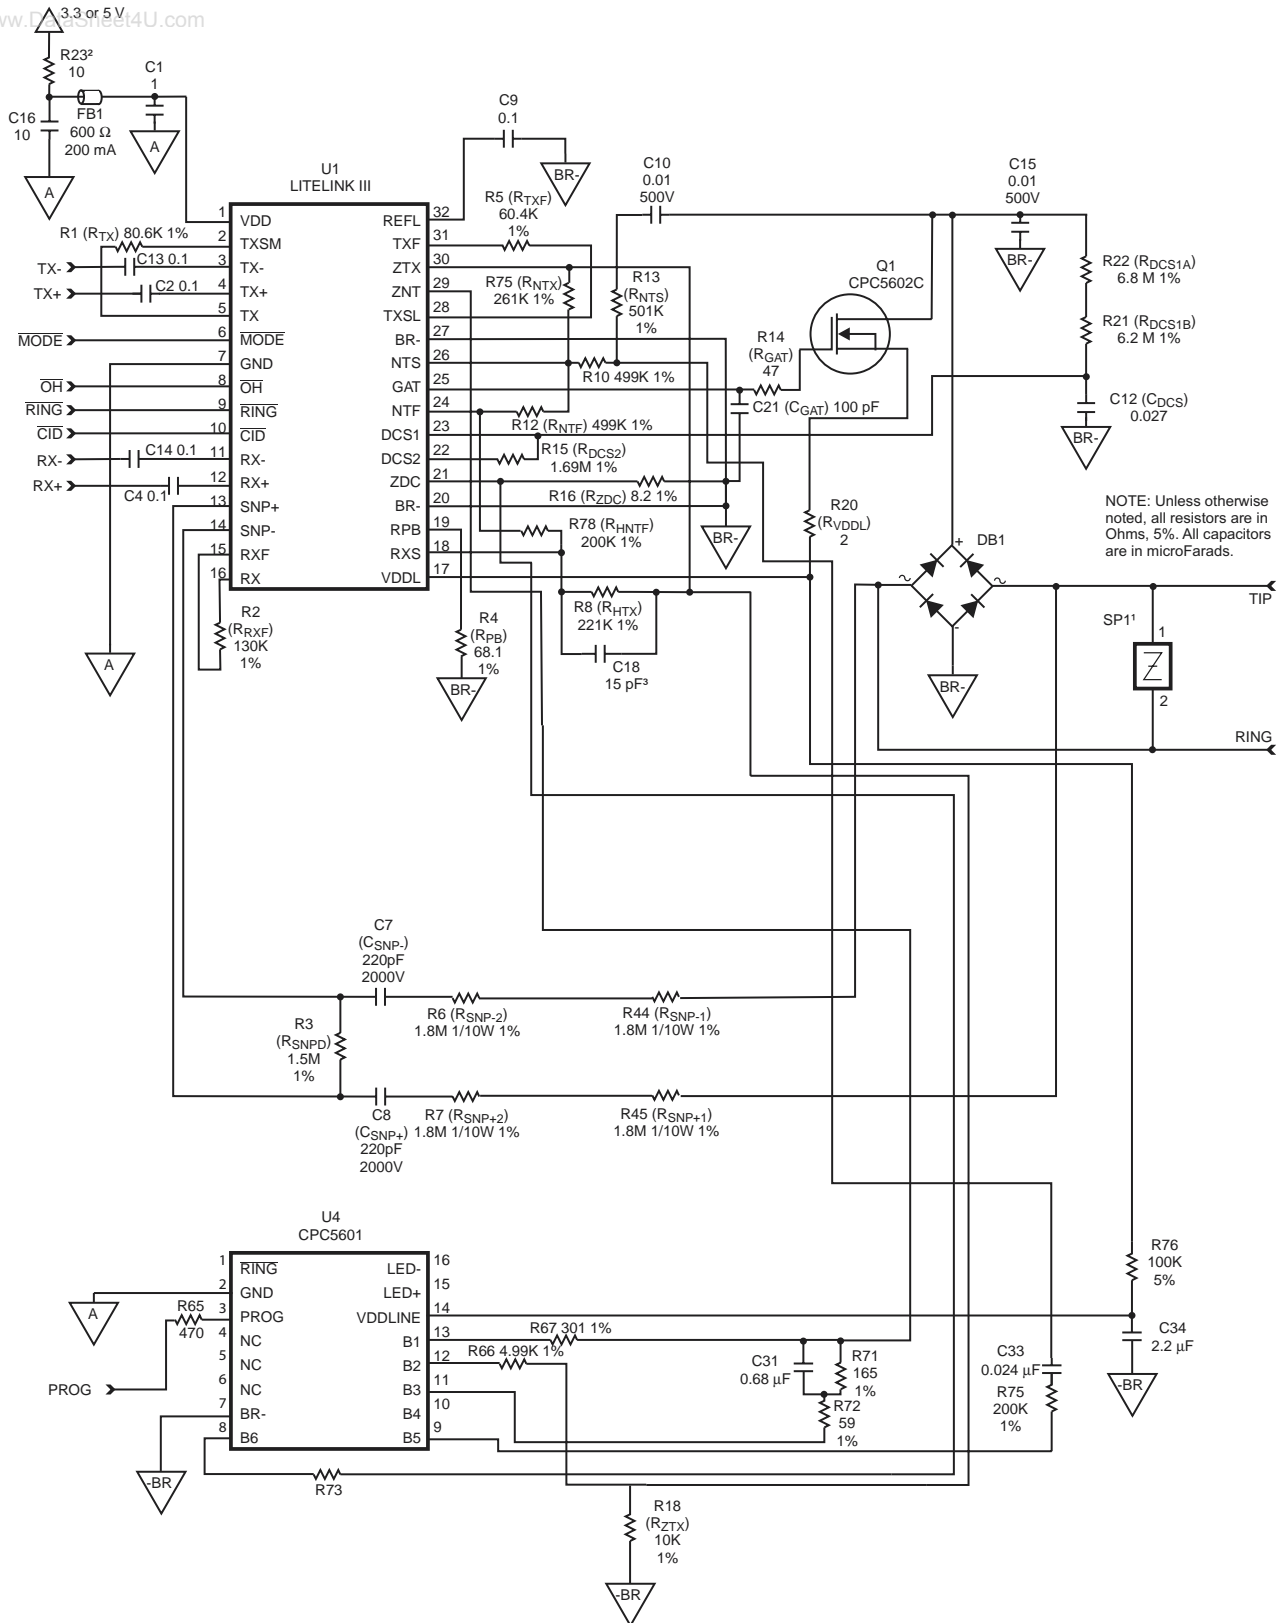 www.DataSheet4U.com
3.3 or 5 V
R23²
10
C1
1
C16
10
FB1
600 Ω
200 mA
A
A
C9
0.1
BR-
U1
LITELINK III
1 VDD
2 TXSM
3 TX-
4 TX+
5 TX
6 MODE
7 GND
8 OH
9 RING
10 CID
11 RX-
12 RX+
13 SNP+
14 SNP-
15 RXF
16 RX
REFL 32
TXF 31
ZTX 30
ZNT 29
TXSL 28
BR- 27
NTS 26
GAT 25
NTF 24
DCS1 23
DCS2 22
ZDC 21
BR- 20
RPB 19
RXS 18
VDDL 17
R1 (RTX) 80.6K 1%
TX-
C13 0.1
TX+
C2 0.1
MODE
OH
RING
CID
RX-
C14 0.1
RX+
C4 0.1
A
R2
(RRXF)
130K
1%
R5 (RTXF)
60.4K
1%
R75 (RNTX)
261K 1%
R13
(RNTS)
501K
1%
C10
0.01
500V
C15
0.01
500V
BR-
Q1
CPC5602C
R22 (RDCS1A)
6.8 M 1%
R21 (RDCS1B)
6.2 M 1%
R14
(RGAT)
47
R10 499K 1%
C21 (CGAT) 100 pF
C12 (CDCS)
0.027
BR-
R12 (RNTF) 499K 1%
R15 (RDCS2)
1.69M 1%
R16 (RZDC) 8.2 1%
BR-
R78 (RHNTF)
200K 1%
R20
(RVDDL)
2
NOTE: Unless otherwise
noted, all resistors are in
Ohms, 5%. All capacitors
are in microFarads.
R4
(RPB)
68.1
1%
BR-
R8 (RHTX)
221K 1%
C18
15 pF³
+ DB1
~ ~
-
BR-
TIP
SP1¹
1
Z
2
RING
C7
(CSNP-)
220pF
2000V
R6 (RSNP-2)
1.8M 1/10W 1%
R44 (RSNP-1)
1.8M 1/10W 1%
R3
(RSNPD)
1.5M
1%
C8
(CSNP+)
220pF
2000V
R7 (RSNP+2)
1.8M 1/10W 1%
R45 (RSNP+1)
1.8M 1/10W 1%
U4
CPC5601
1 RING
2 GND
3 PROG
4 NC
5 NC
6 NC
7 BR-
8 B6
LED- 16
LED+ 15
VDDLINE 14
B1 13
B2 12
B3 11
B4 10
B5 9
A
R65
470
PROG
-BR
R73
R67 301 1%
R66 4.99K 1%
C31
0.68 µF
R71
165
1%
R72
59
1%
C33
0.024 µF
R75
200K
1%
R76
100K
5%
C34
2.2 µF
-BR
R18
(RZTX)
10K
1%
-BR